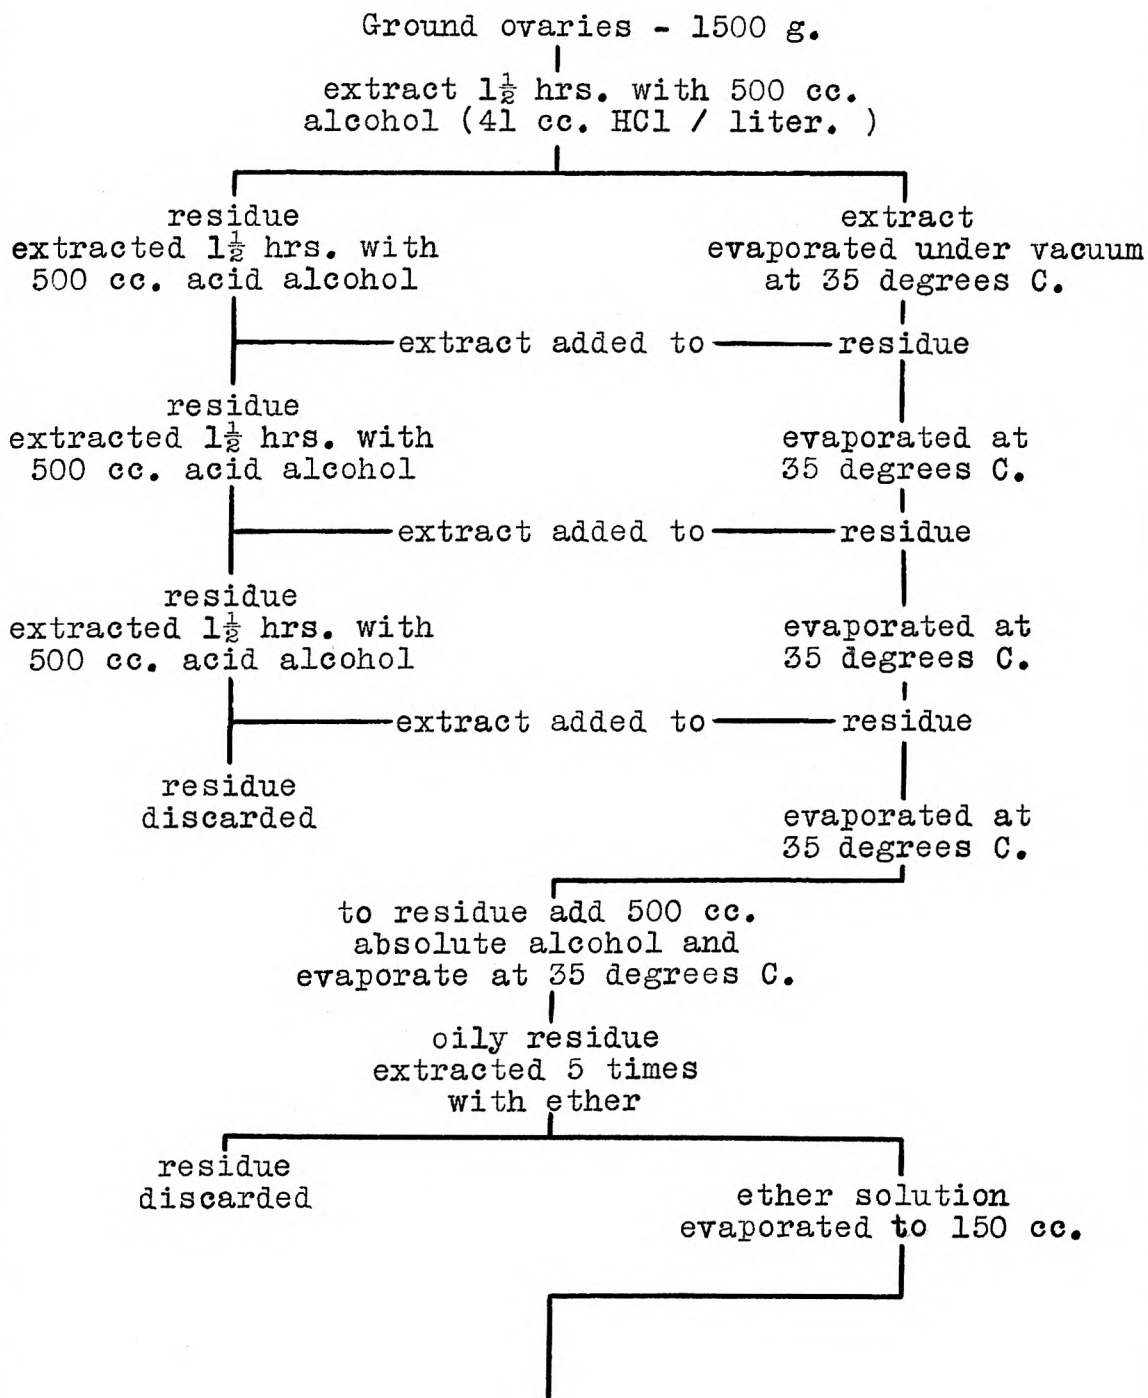 Ground ovaries - 1500 g.
extract 1½ hrs. with 500 cc.
alcohol (41 cc. HCl / liter. )
residue
extracted 1½ hrs. with
500 cc. acid alcohol
extract
evaporated under vacuum
at 35 degrees C.
extract added to
residue
residue
extracted 1½ hrs. with
500 cc. acid alcohol
evaporated at
35 degrees C.
extract added to
residue
residue
extracted 1½ hrs. with
500 cc. acid alcohol
evaporated at
35 degrees C.
extract added to
residue
residue
discarded
evaporated at
35 degrees C.
to residue add 500 cc.
absolute alcohol and
evaporate at 35 degrees C.
oily residue
extracted 5 times
with ether
residue
discarded
ether solution
evaporated to 150 cc.